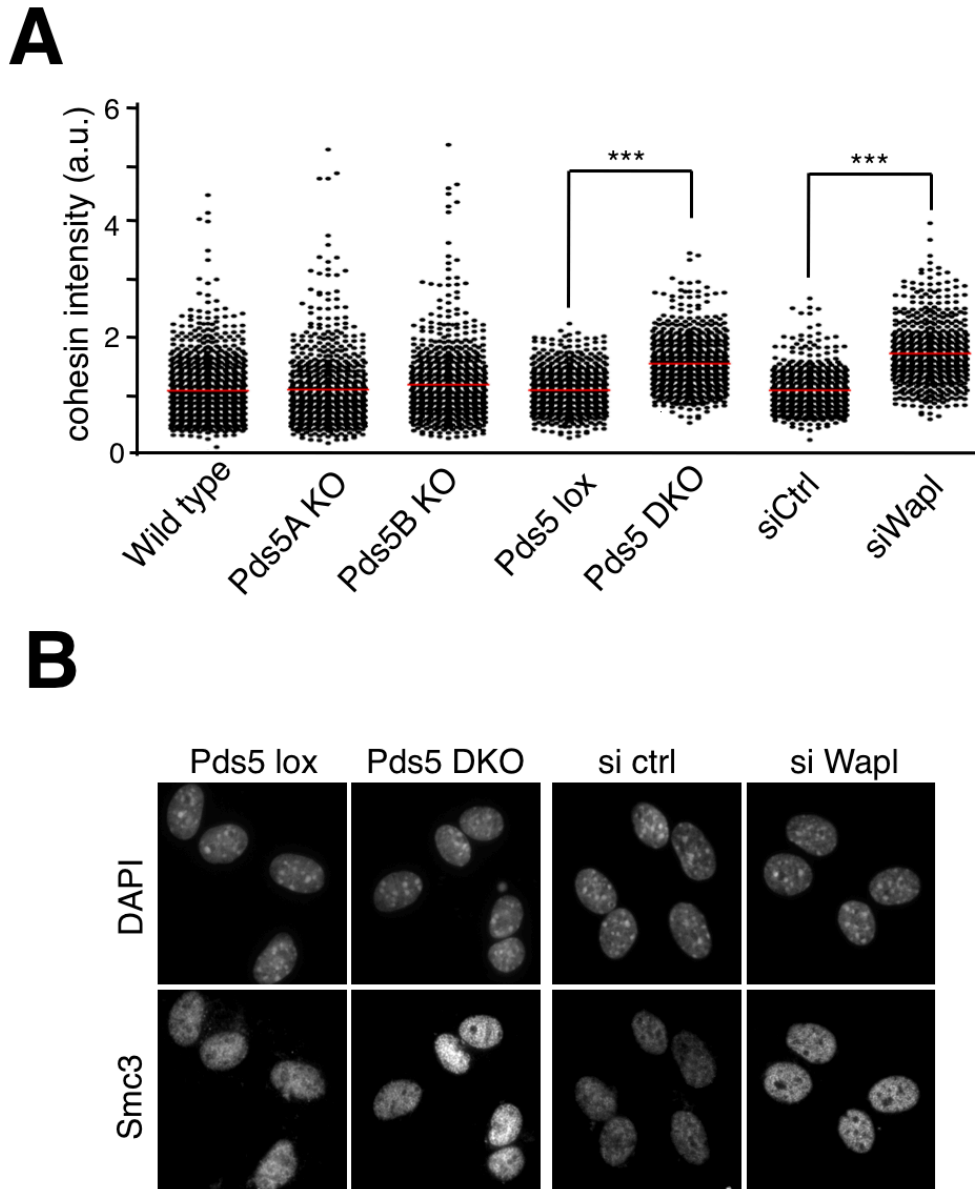 A
cohesin intensity (a.u.)
6
4
2
0
***
***
Wild type
Pds5A KO
Pds5B KO
Pds5 lox
Pds5 DKO
siCtrl
siWapl
B
Pds5 lox
Pds5 DKO
si ctrl
si Wapl
DAPI
Smc3